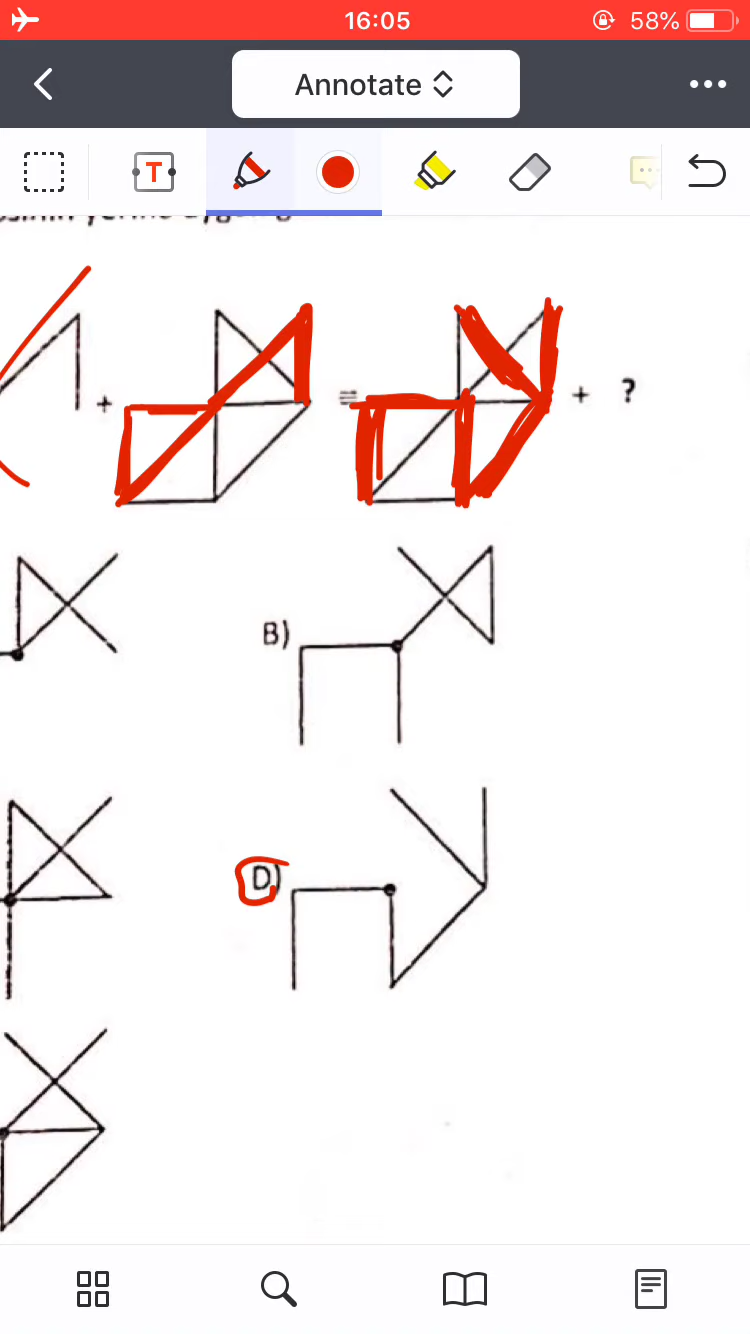 16:05
58%
Annotate
T
+
≡
+ ?
B)
D)